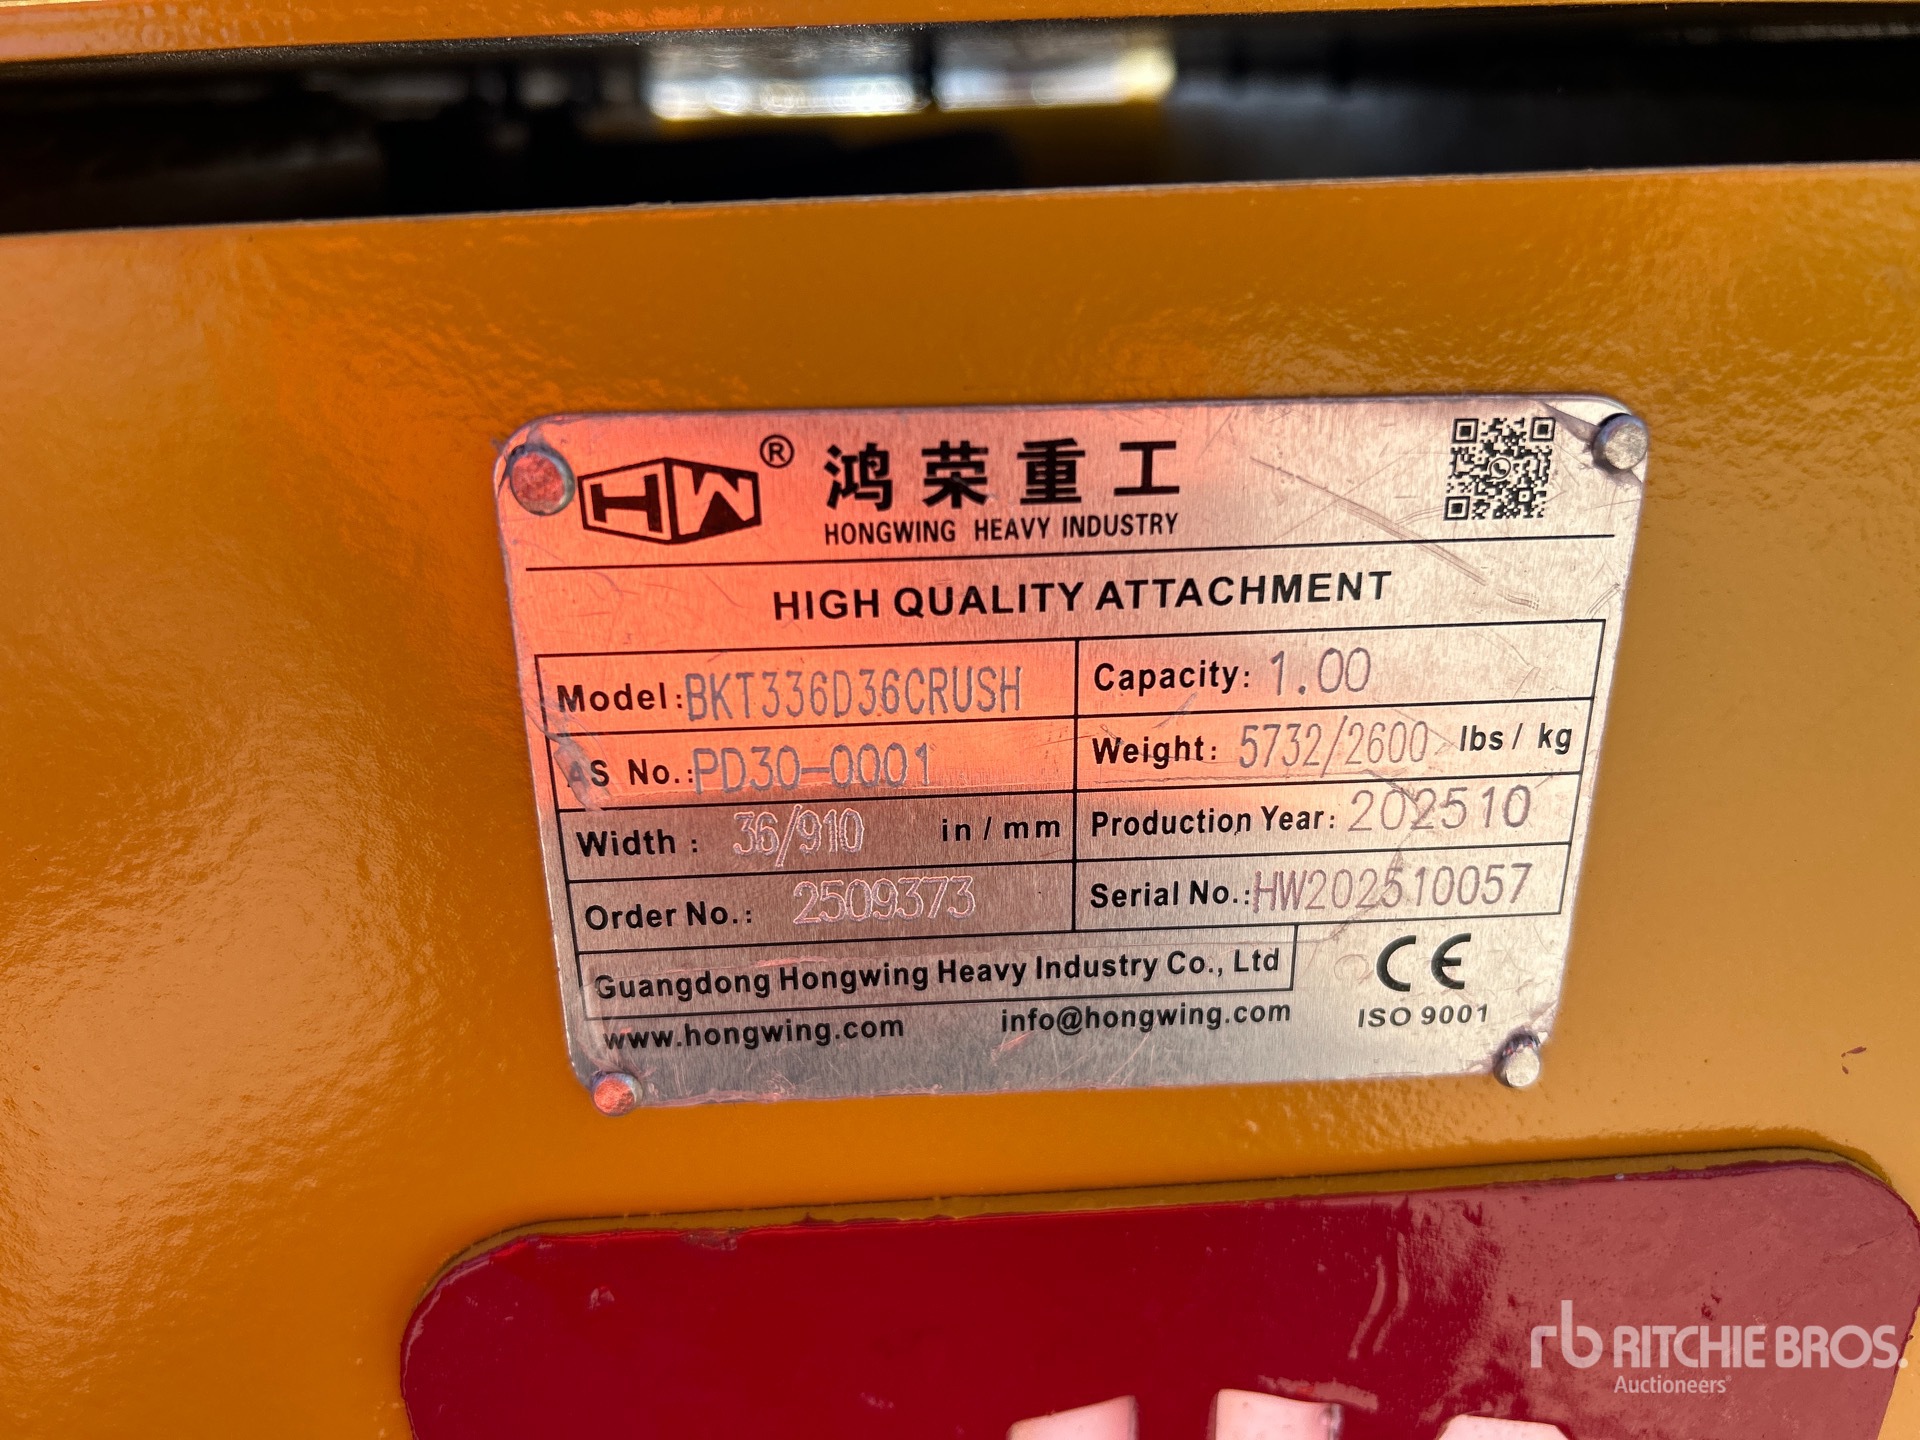 HW® 鸿荣重工
HONGWING HEAVY INDUSTRY
HIGH QUALITY ATTACHMENT
Model: BKT336D36CRUSH
Capacity: 1.00
AS No.: PD30-0001
Weight: 5732/2600 lbs / kg
Width : 36/910 in / mm
Production Year: 202510
Order No.: 2509373
Serial No.: HW202510057
Guangdong Hongwing Heavy Industry Co., Ltd
CE
www.hongwing.com info@hongwing.com ISO 9001
rb RITCHIE BROS.
Auctioneers